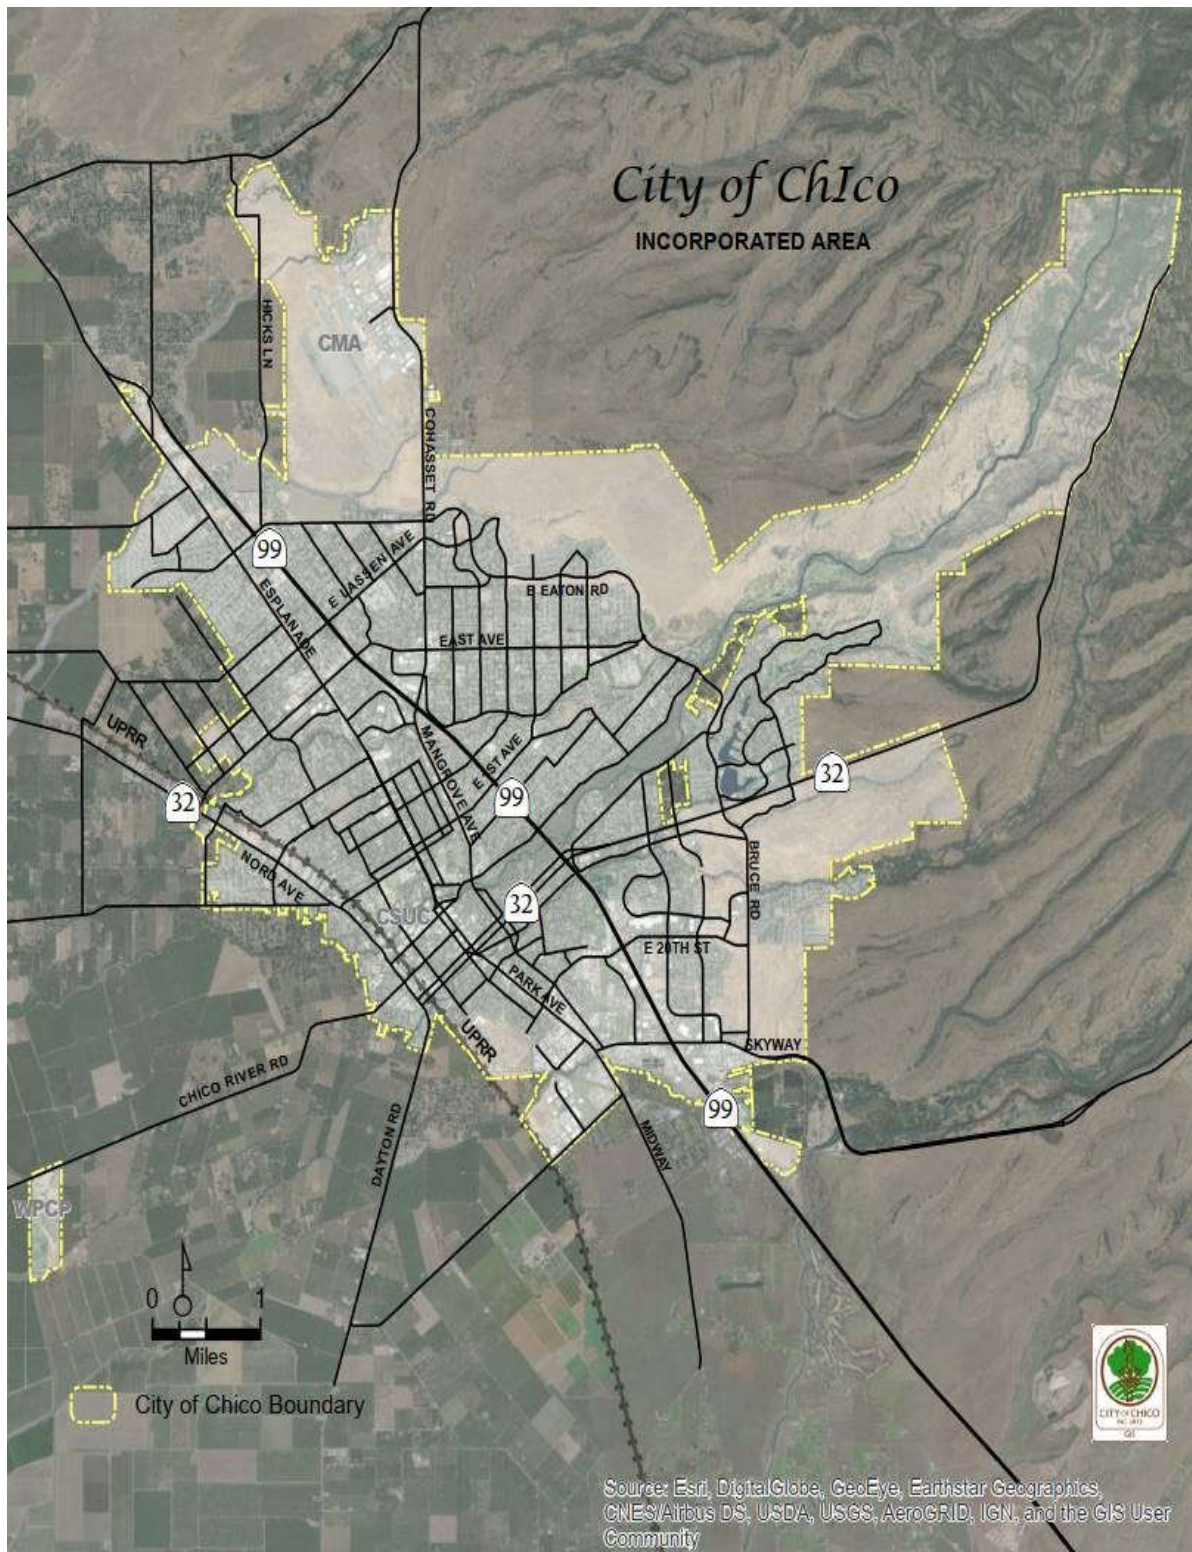 City of ChIco
INCORPORATED AREA
HICKS LN
CMA
COHASSET RD
99
E LASSEN AVE
ESPLANADE
E EATON RD
EAST AVE
UPRR
MANGROVE AVE
EAST AVE
32
32
99
NORD AVE
BRUCE RD
CSUC
32
E 20TH ST
PARK AVE
UPRR
SKYWAY
CHICO RIVER RD
99
DAYTON RD
MIDWAY
WPCP
0 1
Miles
City of Chico Boundary
CITY OF CHICO
GIS
Source: Esri, DigitalGlobe, GeoEye, Earthstar Geographics,
CNES/Airbus DS, USDA, USGS, AeroGRID, IGN, and the GIS User
Community